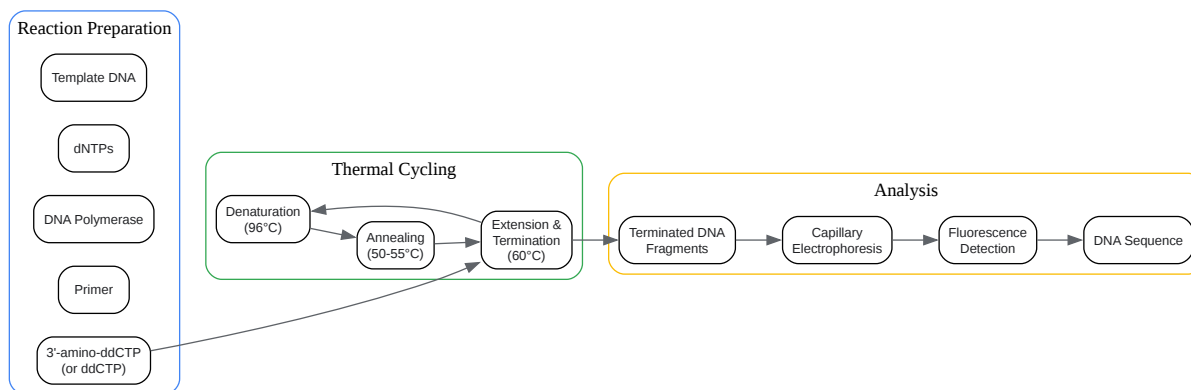 Reaction Preparation
Template DNA
dNTPs
DNA Polymerase
Primer
3'-amino-ddCTP
(or ddCTP)
Thermal Cycling
Denaturation
(96°C)
Annealing
(50-55°C)
Extension &
Termination
(60°C)
Analysis
Terminated DNA
Fragments
Capillary
Electrophoresis
Fluorescence
Detection
DNA Sequence